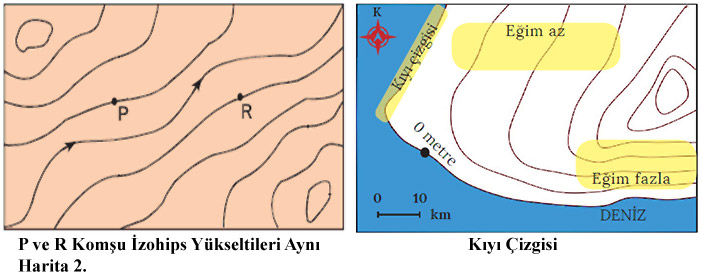 P
R
P ve R Komşu İzohips Yükseltileri Aynı
Harita 2.
K
Kıyı çizgisi
Eğim az
0 metre
Eğim fazla
0 10
km
DENİZ
Kıyı Çizgisi